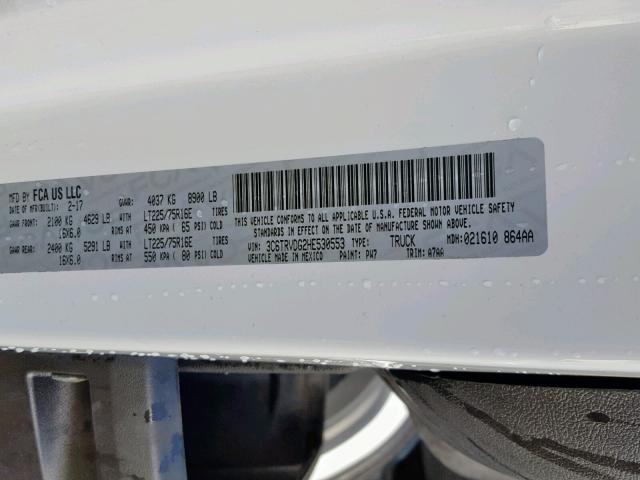 MFD BY FCA US LLC
DATE OF MFR(BUILT): 2-17 GVWR: 4037 KG 8900 LB
GAWR FRONT: 2100 KG 4629 LB WITH LT225/75R16E TIRES
16X6.0 RIMS AT 450 KPA ( 65 PSI) COLD
GAWR REAR: 2400 KG 5291 LB WITH LT225/75R16E TIRES
16X6.0 RIMS AT 550 KPA ( 80 PSI) COLD
THIS VEHICLE CONFORMS TO ALL APPLICABLE U.S.A. FEDERAL MOTOR VEHICLE SAFETY
STANDARDS IN EFFECT ON THE DATE OF MANUFACTURE SHOWN ABOVE.
VIN: 3C6TRVDG2HE530553 TYPE: TRUCK MDH: 021610 864AA
VEHICLE MADE IN MEXICO PAINT: PW7 TRIM: A7AA